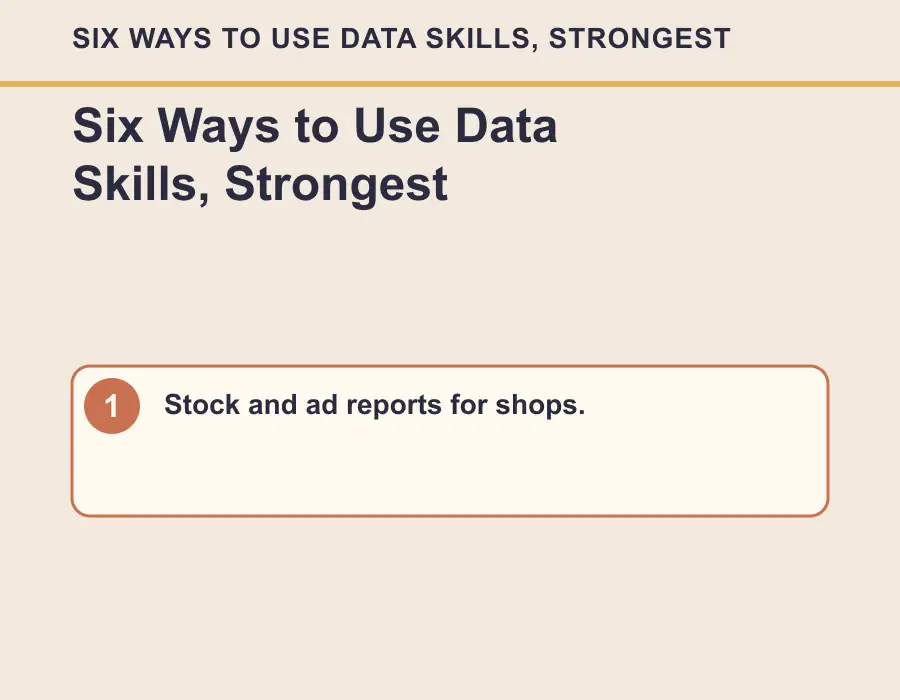 SIX WAYS TO USE DATA SKILLS, STRONGEST
Six Ways to Use Data
Skills, Strongest
1
Stock and ad reports for shops.